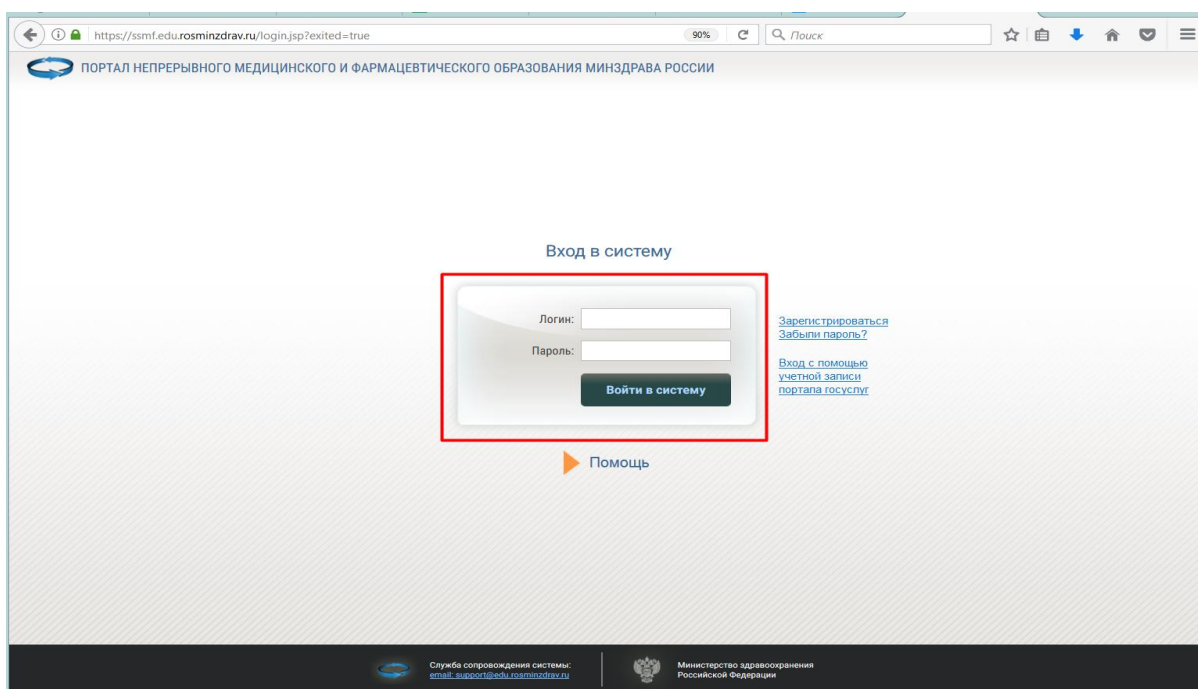 https://ssmf.edu.rosminzdrav.ru/login.jsp?exited=true
90%
Поиск
ПОРТАЛ НЕПРЕРЫВНОГО МЕДИЦИНСКОГО И ФАРМАЦЕВТИЧЕСКОГО ОБРАЗОВАНИЯ МИНЗДРАВА РОССИИ
Вход в систему
Логин:
Пароль:
Войти в систему
Зарегистрироваться
Забыли пароль?
Вход с помощью
учетной записи
портала госуслуг
Помощь
Служба сопровождения системы:
email: support@edu.rosminzdrav.ru
Министерство здравоохранения
Российской Федерации